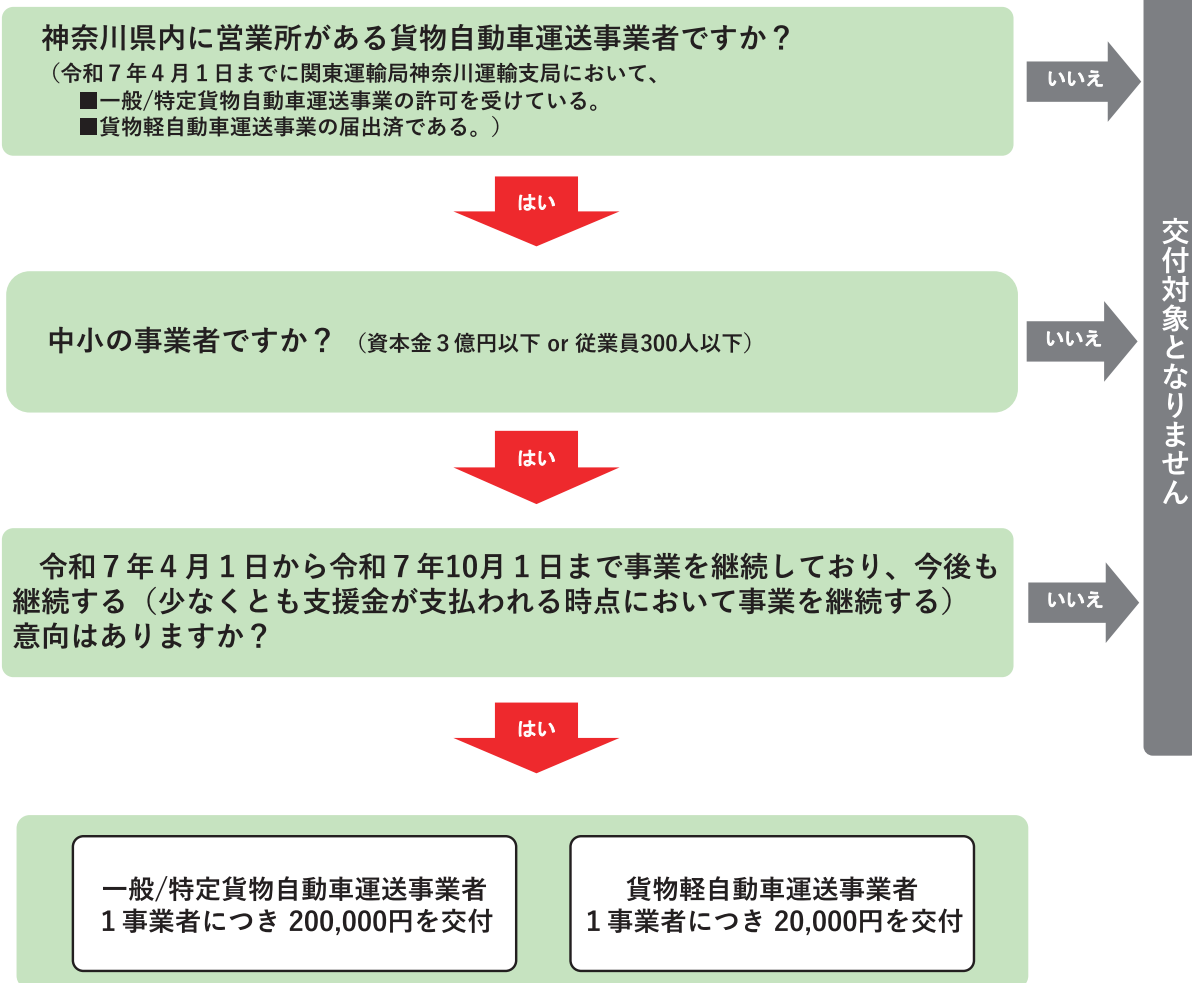 神奈川県内に営業所がある貨物自動車運送事業者ですか？
（令和７年４月１日までに関東運輸局神奈川運輸支局において、
■一般/特定貨物自動車運送事業の許可を受けている。
■貨物軽自動車運送事業の届出済である。）
いいえ
はい
中小の事業者ですか？ （資本金３億円以下 or 従業員300人以下）
いいえ
はい
令和７年４月１日から令和７年10月１日まで事業を継続しており、今後も
継続する（少なくとも支援金が支払われる時点において事業を継続する）
意向はありますか？
いいえ
はい
交付対象となりません
一般/特定貨物自動車運送事業者
１事業者につき 200,000円を交付
貨物軽自動車運送事業者
１事業者につき 20,000円を交付